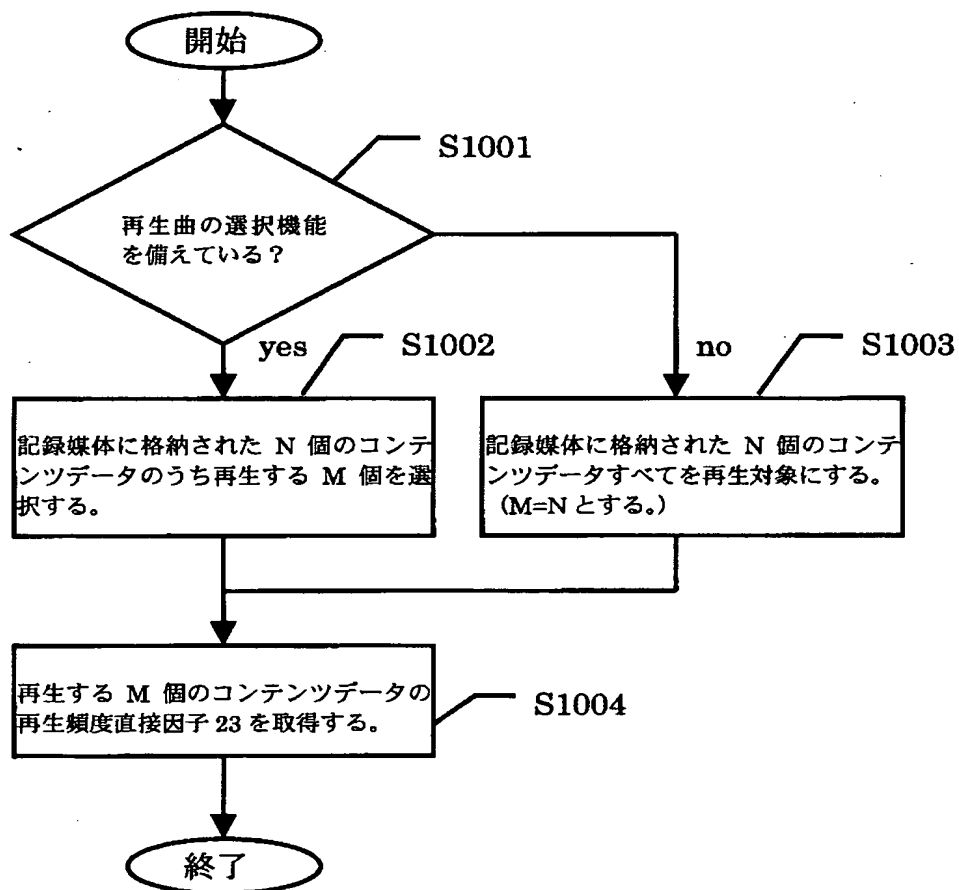 開始
S1001
再生曲の選択機能
を備えている？
yes
S1002
no
S1003
記録媒体に格納された N 個のコンテ
ンツデータのうち再生する M 個を選
択する。
記録媒体に格納された N 個のコンテ
ンツデータすべてを再生対象にする。
（M=N とする。）
再生する M 個のコンテンツデータの
再生頻度直接因子 23 を取得する。
S1004
終了